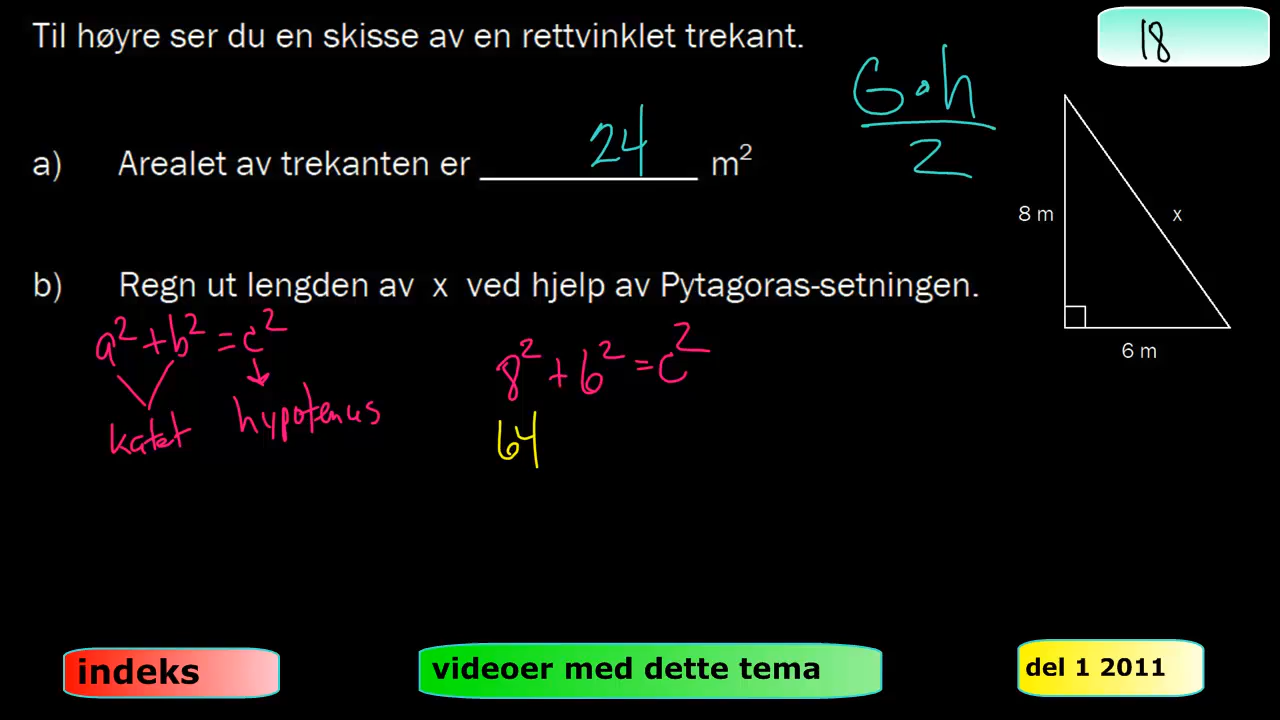 Til høyre ser du en skisse av en rettvinklet trekant.
18
G•h
2
a) Arealet av trekanten er 24 m²
8 m
x
6 m
b) Regn ut lengden av x ved hjelp av Pytagoras-setningen.
a² + b² = c²
katet
hypotenus
8² + 6² = c²
64
indeks
videoer med dette tema
del 1 2011